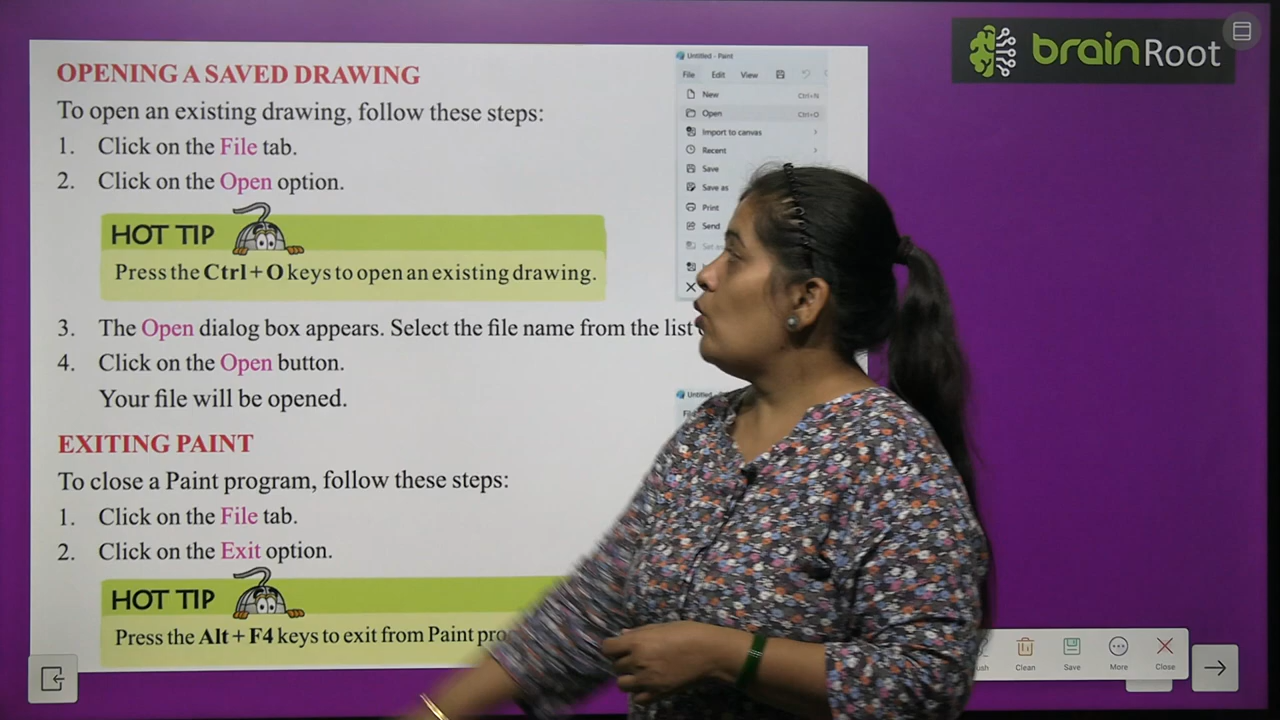 OPENING A SAVED DRAWING
To open an existing drawing, follow these steps:
1. Click on the File tab.
2. Click on the Open option.
HOT TIP
Press the Ctrl+O keys to open an existing drawing.
3. The Open dialog box appears. Select the file name from the list
4. Click on the Open button.
Your file will be opened.
EXITING PAINT
To close a Paint program, follow these steps:
1. Click on the File tab.
2. Click on the Exit option.
HOT TIP
Press the Alt + F4 keys to exit from Paint
Untitled - Paint
File Edit View
New Ctrl+N
Open Ctrl+O
Import to canvas
Recent
Save
Save as
Print
Send
Untitled
brainRoot
Clean Save More Close